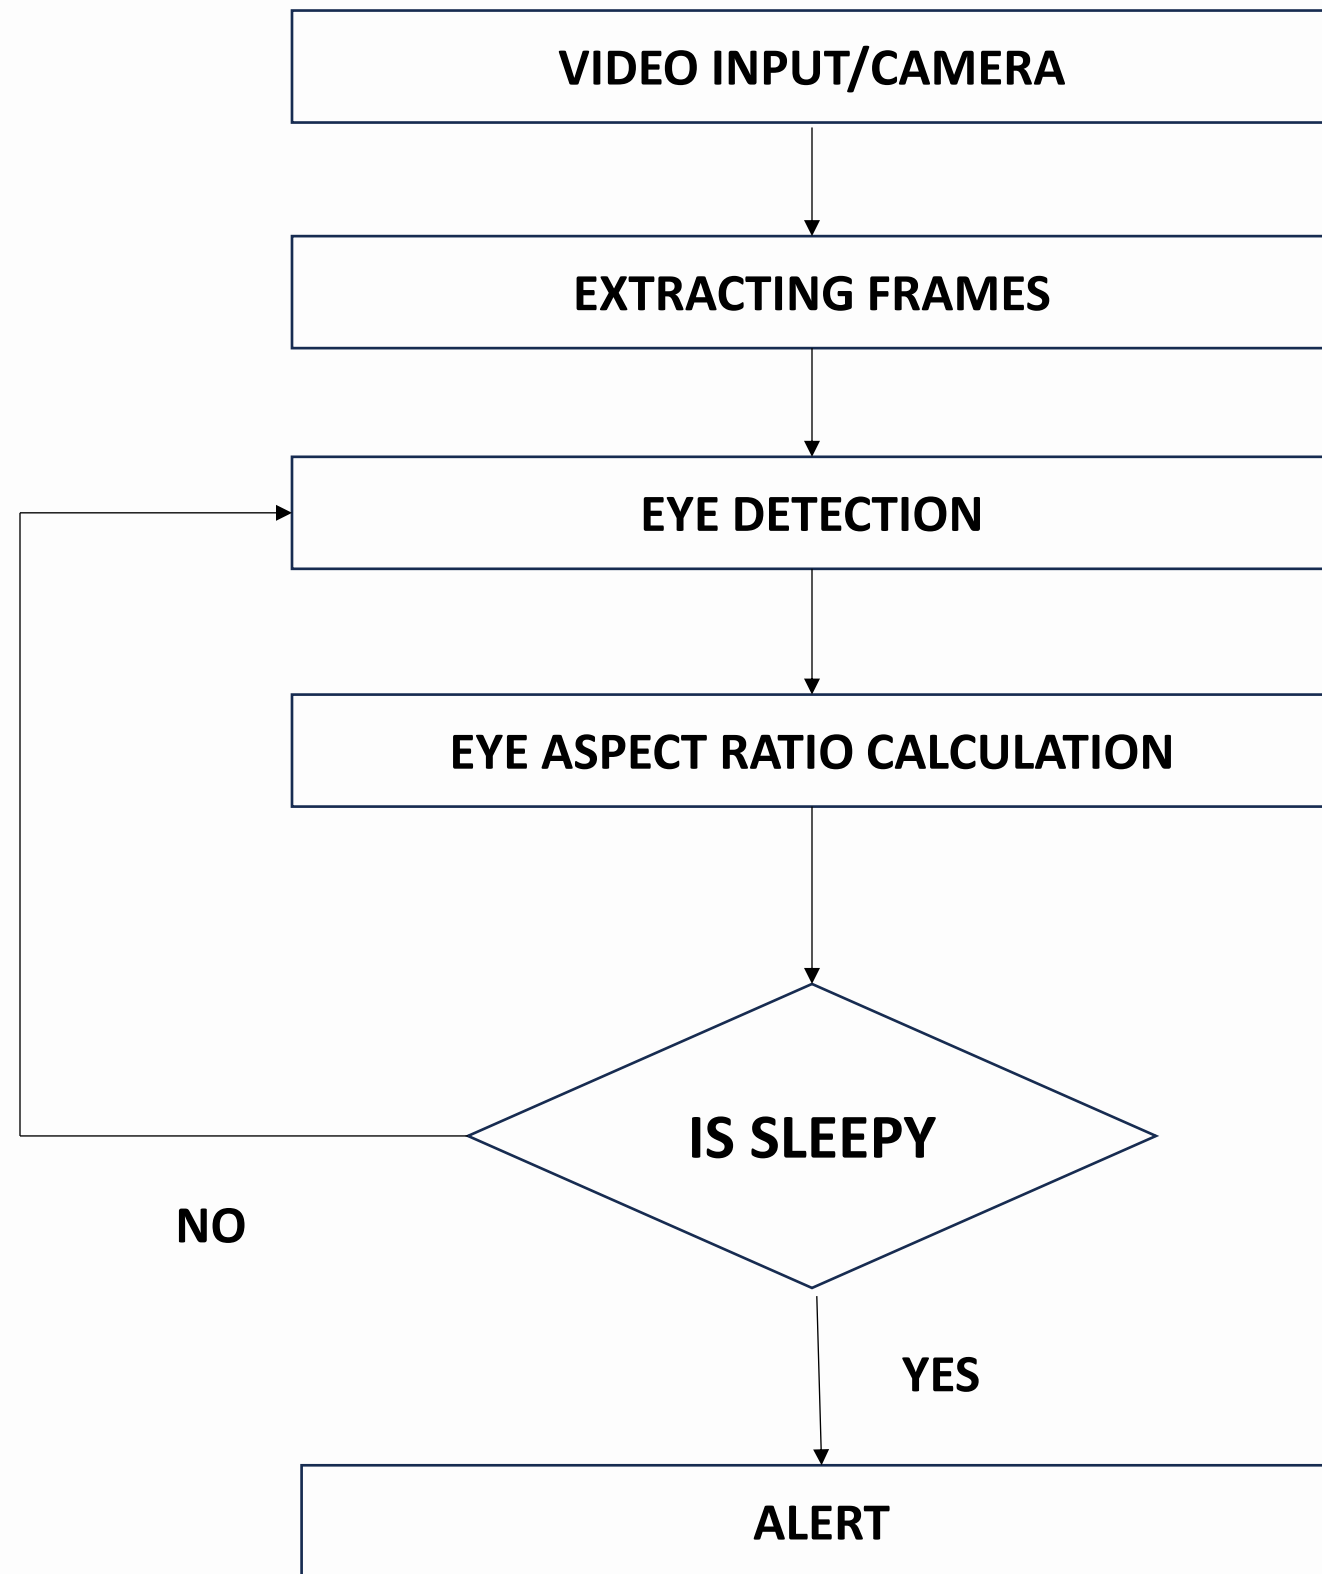 VIDEO INPUT/CAMERA
EXTRACTING FRAMES
EYE DETECTION
EYE ASPECT RATIO CALCULATION
IS SLEEPY
NO
YES
ALERT